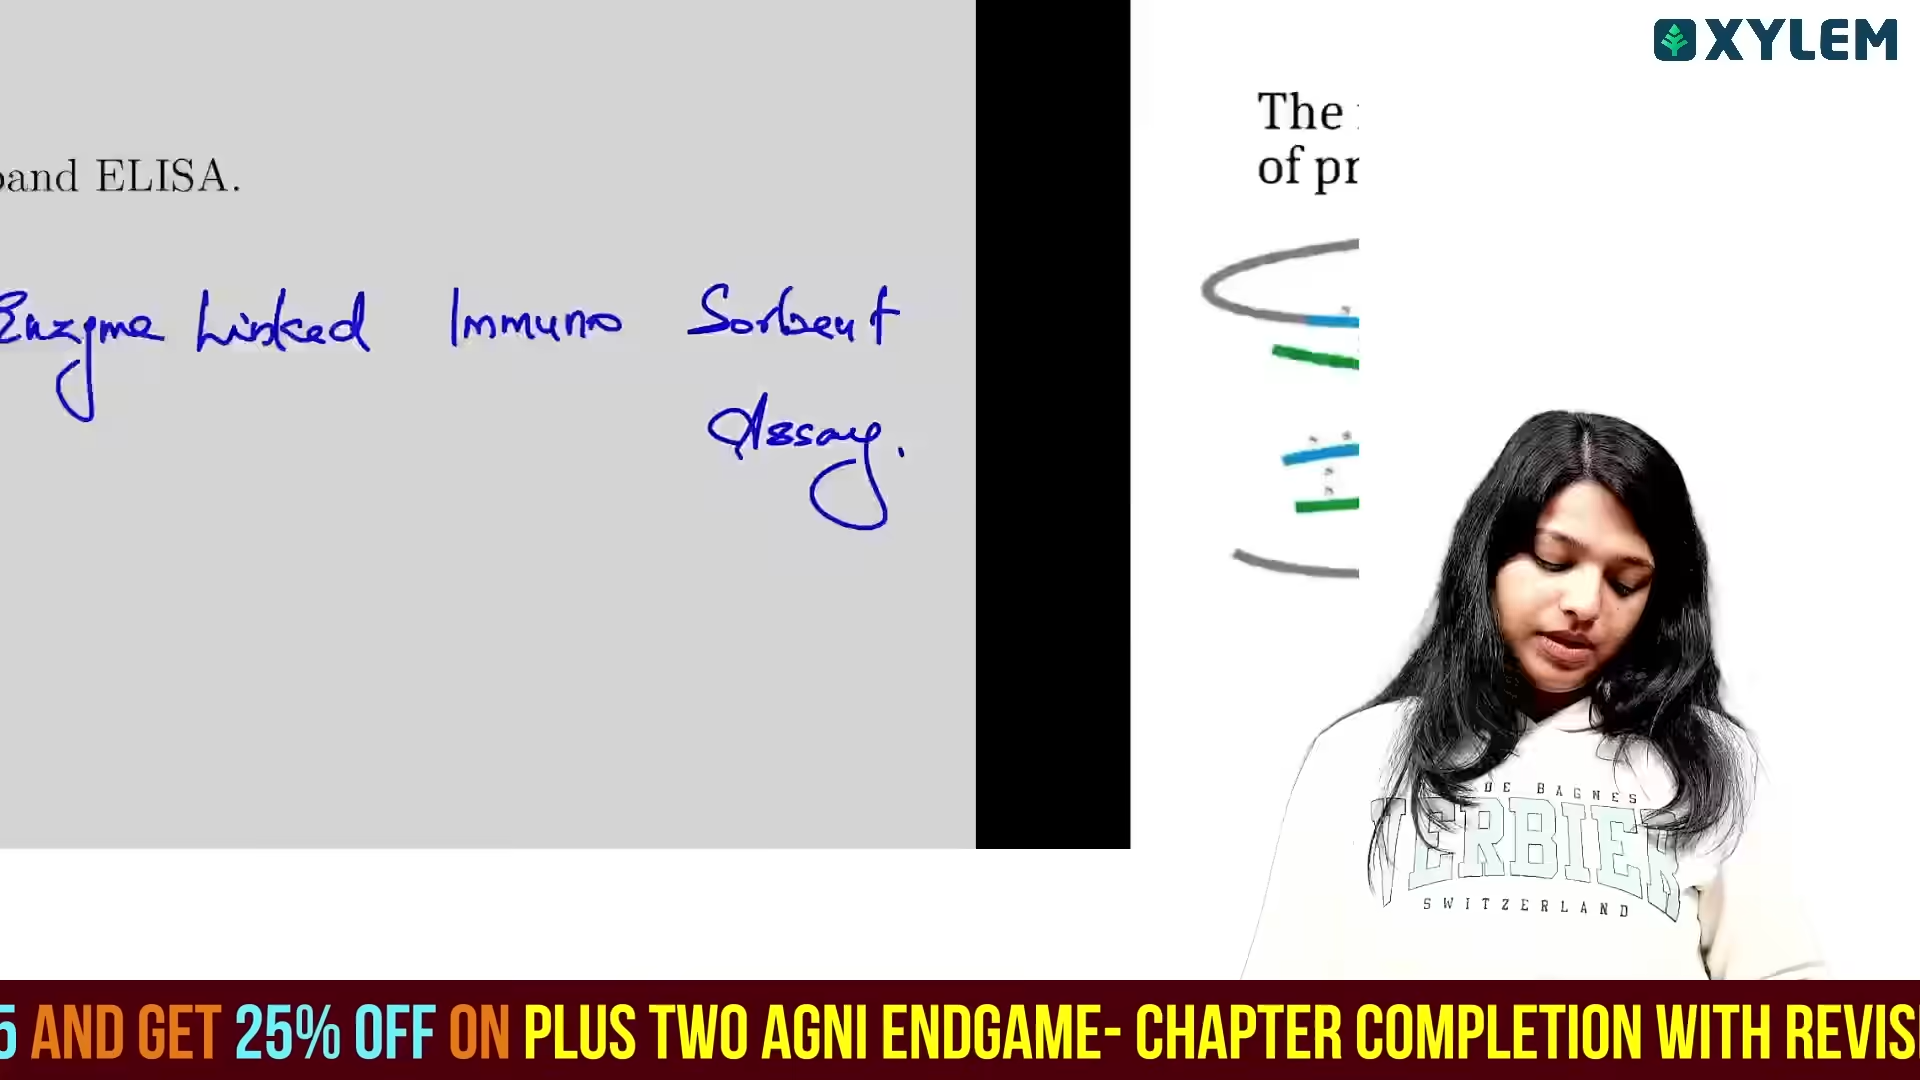 XYLEM
The
of pr
band ELISA.
Enzyme Linked Immuno Sorbent
Assay.
DE BAGNES
VERBIER
SWITZERLAND
5 AND GET 25% OFF ON PLUS TWO AGNI ENDGAME- CHAPTER COMPLETION WITH REVIS